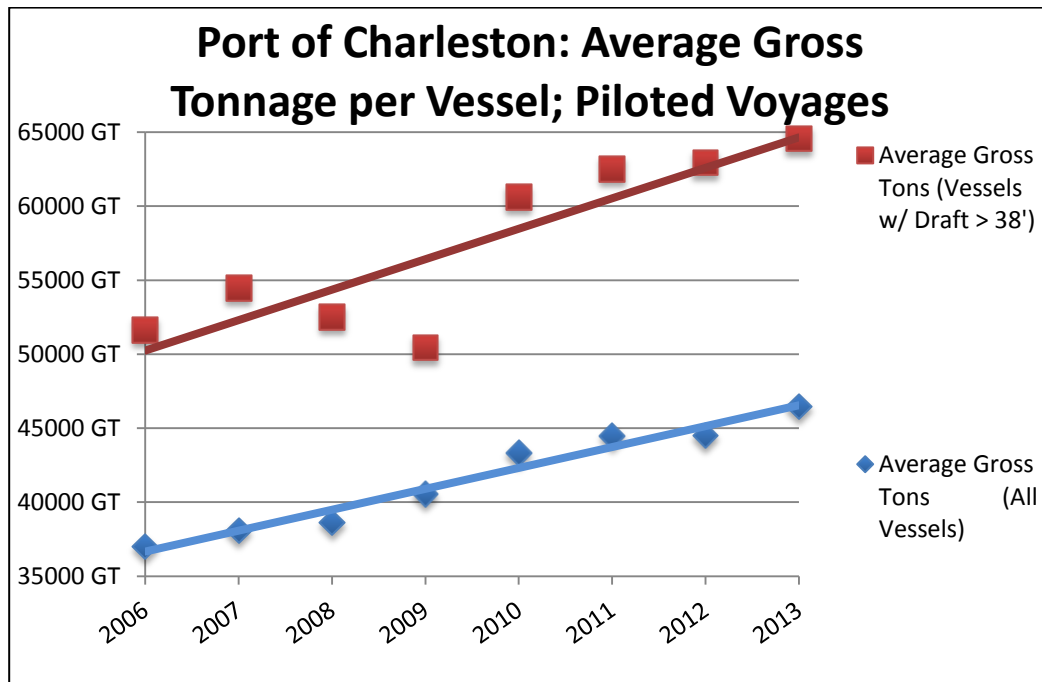 Port of Charleston: Average Gross
Tonnage per Vessel; Piloted Voyages
65000 GT
60000 GT
55000 GT
50000 GT
45000 GT
40000 GT
35000 GT
2006
2007
2008
2009
2010
2011
2012
2013
Average Gross
Tons (Vessels
w/ Draft > 38')
Average Gross
Tons (All
Vessels)